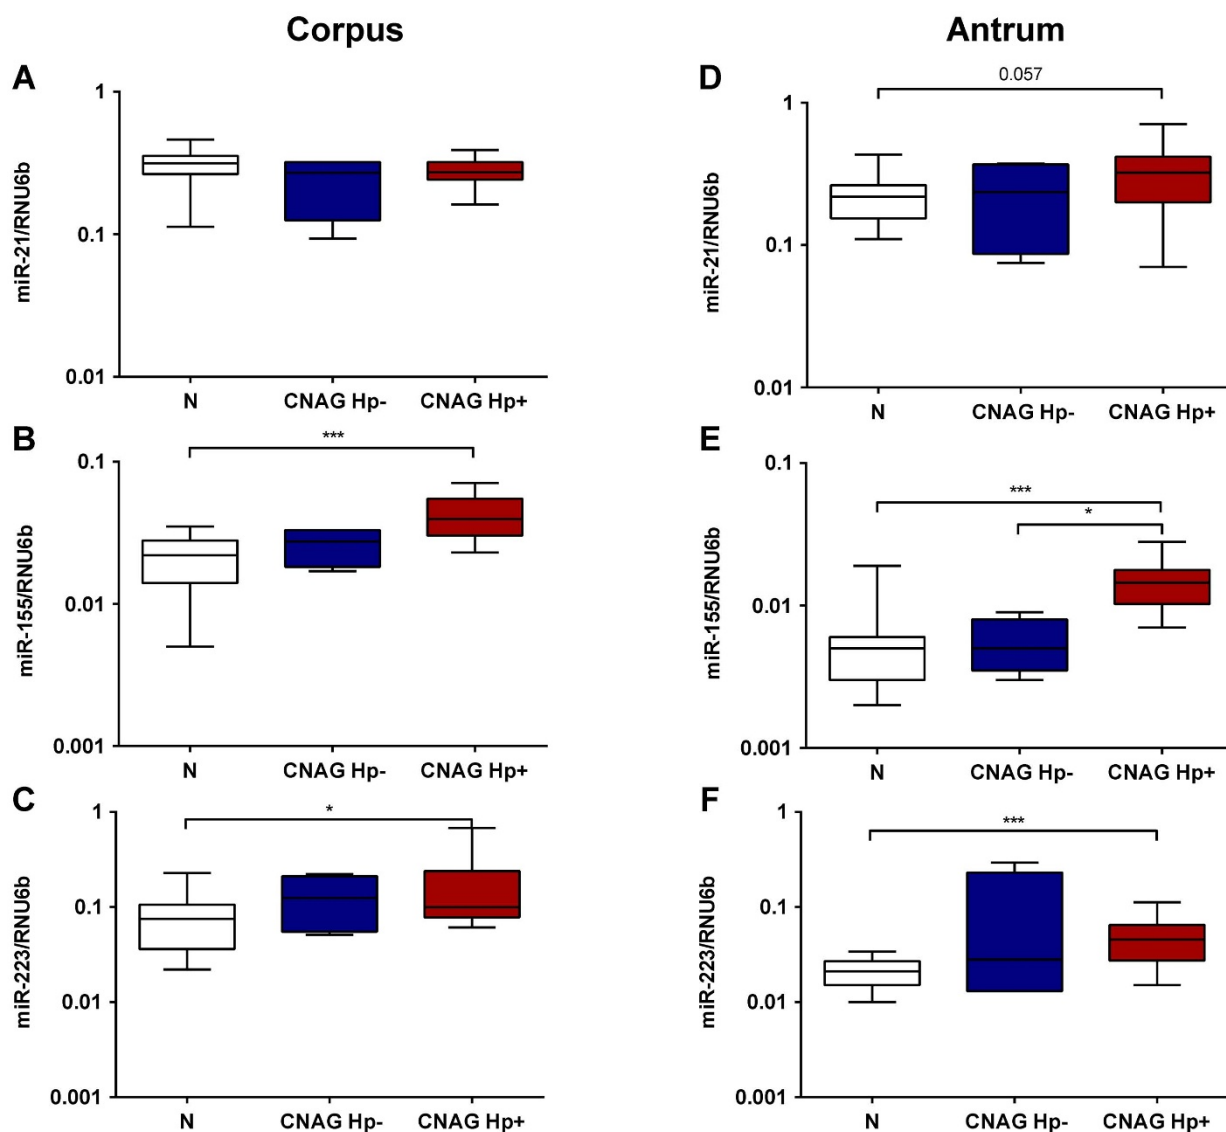 Corpus
Antrum
A
miR-21/RNU6b
1
0.1
0.01
N CNAG Hp- CNAG Hp+
D
0.057
miR-21/RNU6b
1
0.1
0.01
N CNAG Hp- CNAG Hp+
B
***
miR-155/RNU6b
0.1
0.01
0.001
N CNAG Hp- CNAG Hp+
E
***
*
miR-155/RNU6b
0.1
0.01
0.001
N CNAG Hp- CNAG Hp+
C
*
miR-223/RNU6b
1
0.1
0.01
0.001
N CNAG Hp- CNAG Hp+
F
***
miR-223/RNU6b
1
0.1
0.01
0.001
N CNAG Hp- CNAG Hp+